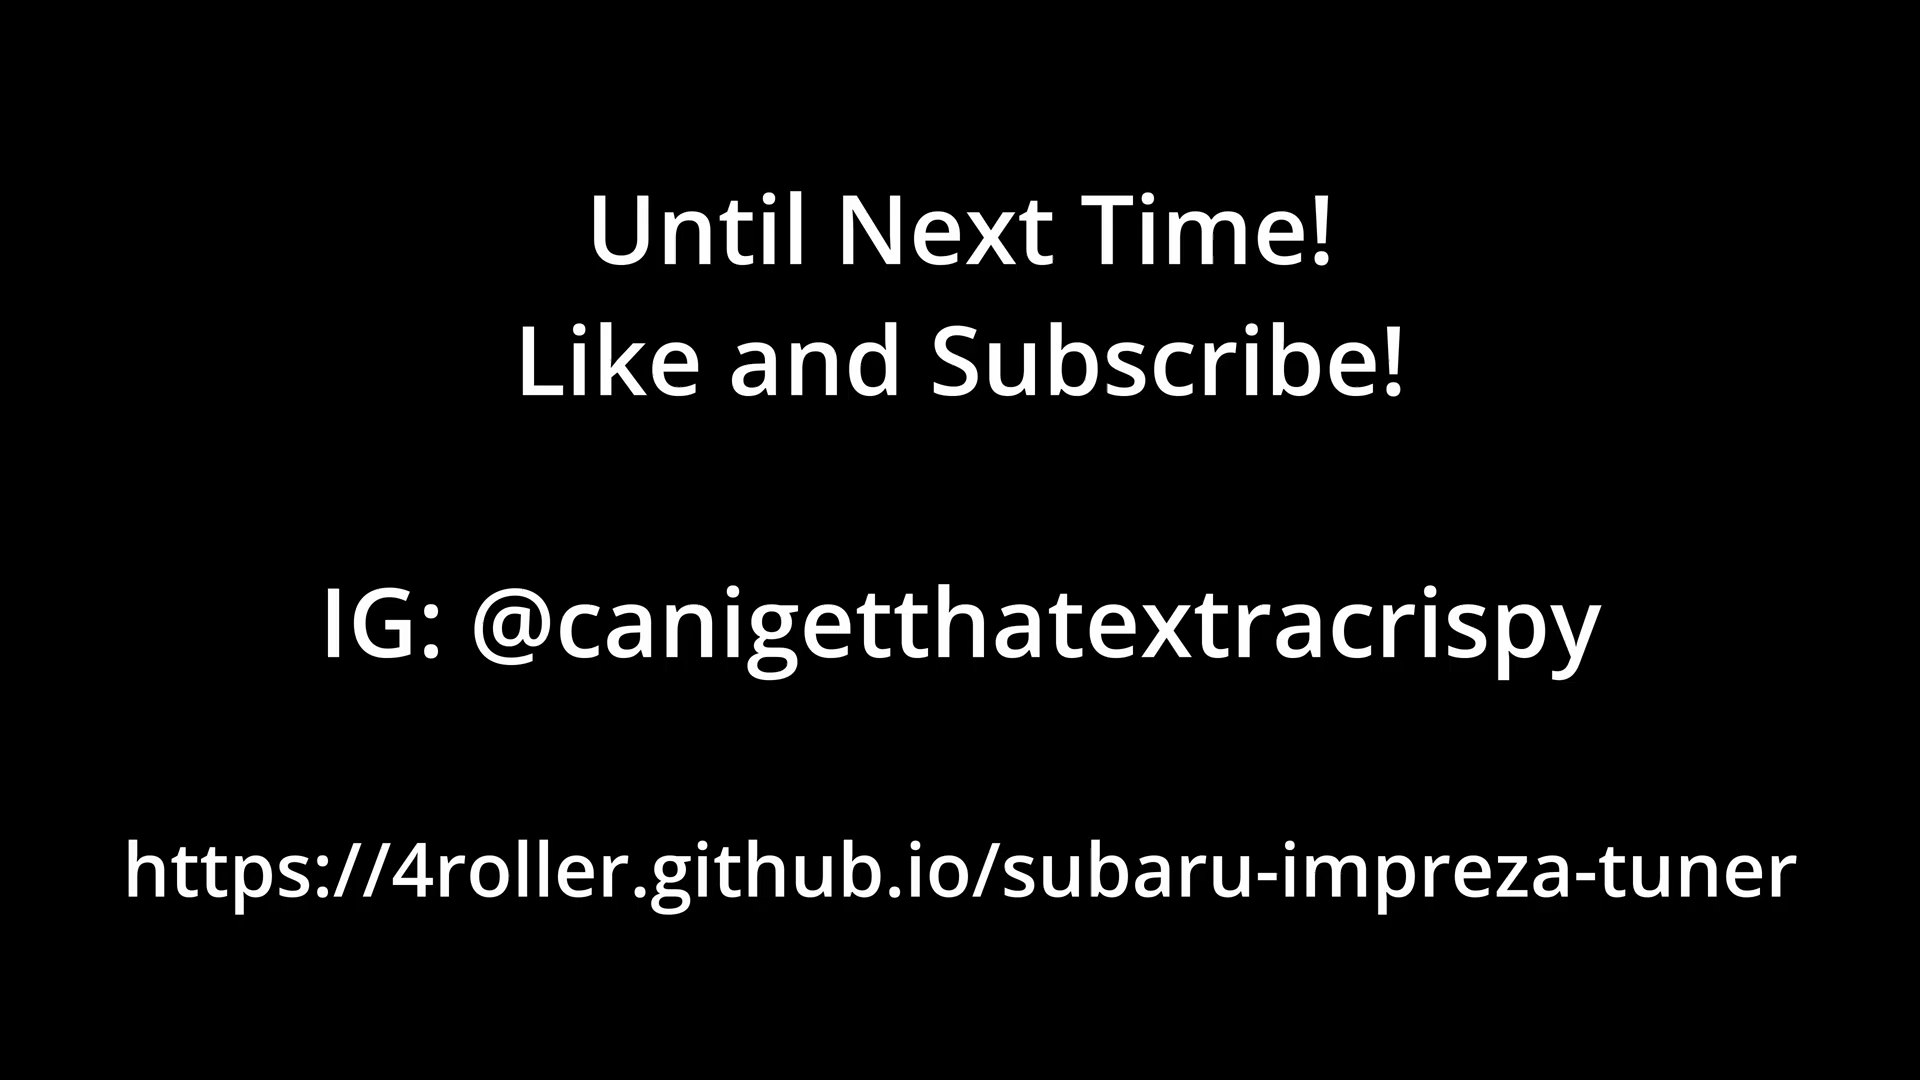 Until Next Time!
Like and Subscribe!
IG: @canigetthatextracrispy
https://4roller.github.io/subaru-impreza-tuner